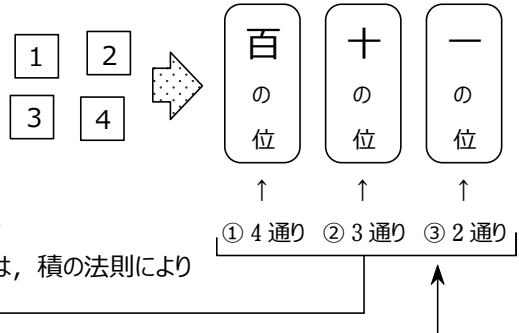 1 2
3 4
百の位 十の位 一の位
↑ ↑ ↑
① 4 通り ② 3 通り ③ 2 通り
は，積の法則により